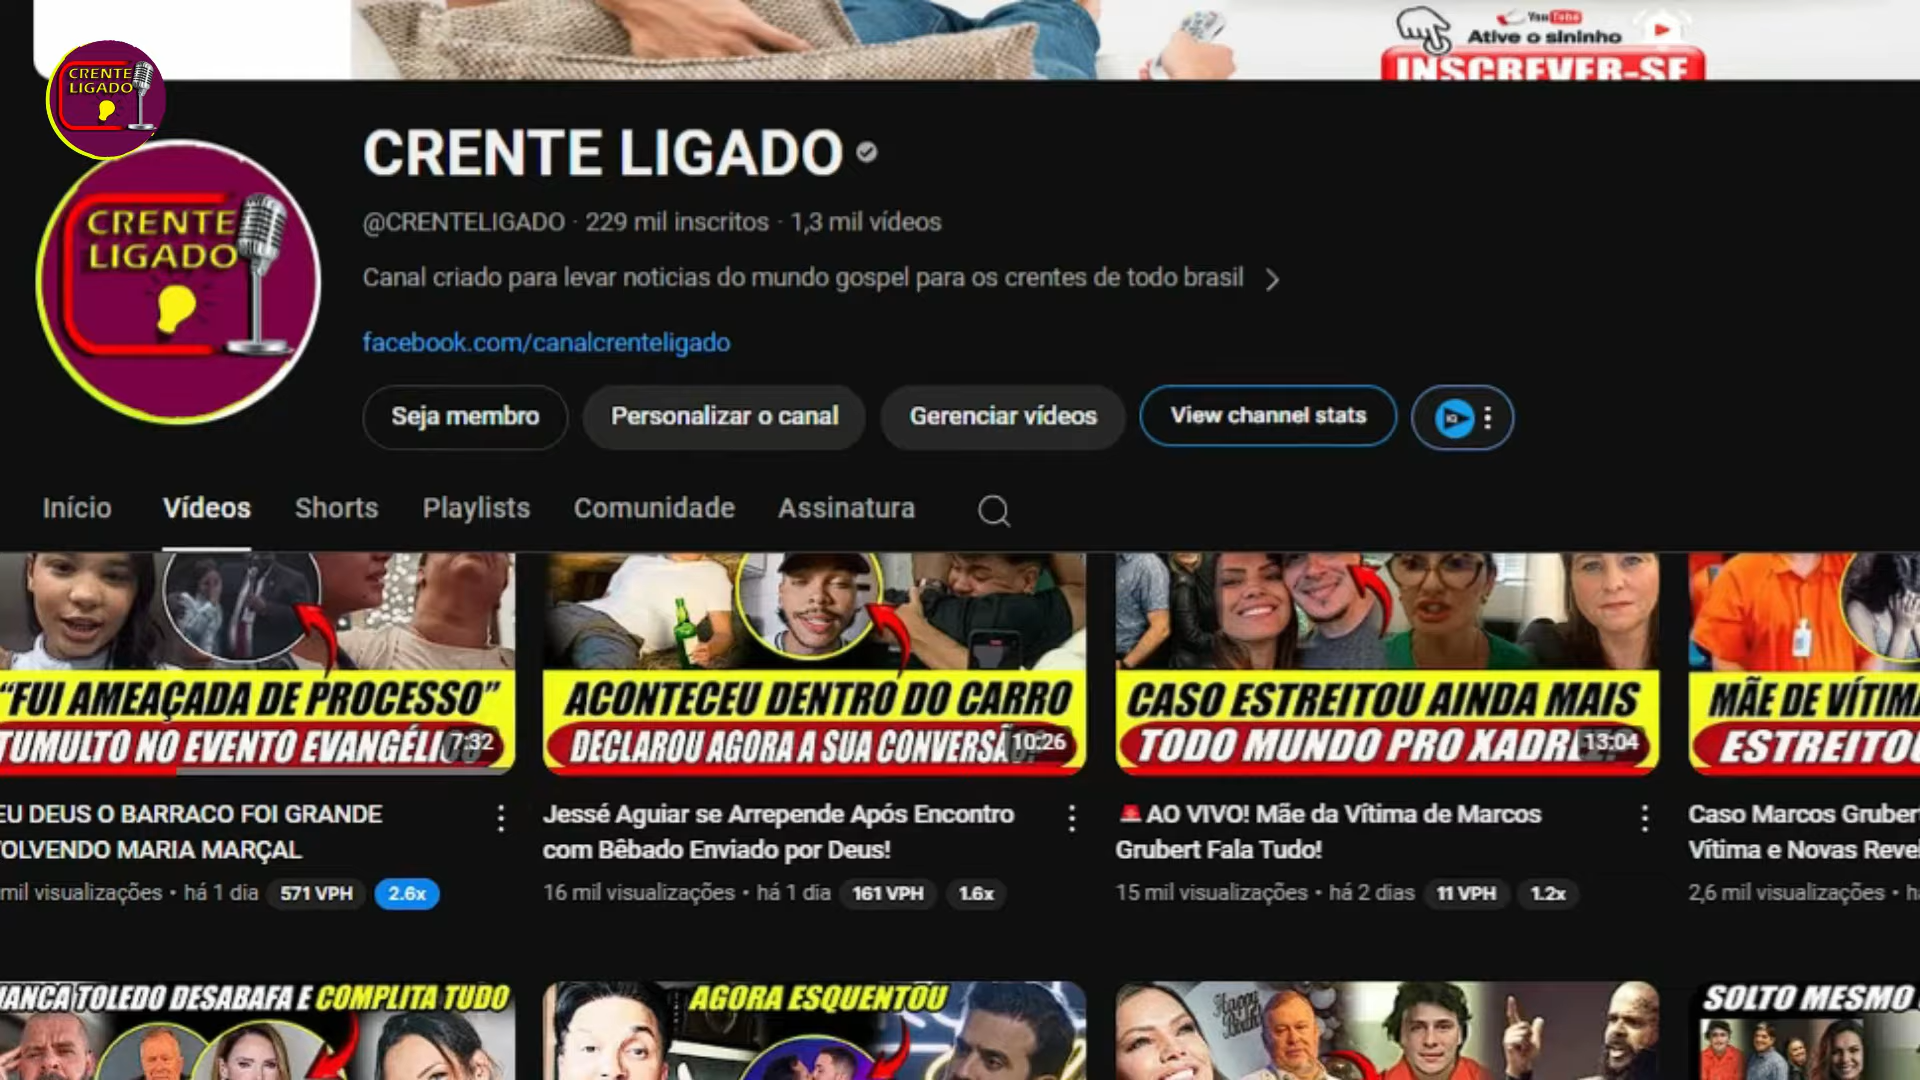 YouTube
Ative o sininho
INSCREVER-SE
CRENTE
LIGADO
CRENTE LIGADO
CRENTE
LIGADO
@CRENTELIGADO · 229 mil inscritos · 1,3 mil vídeos
Canal criado para levar noticias do mundo gospel para os crentes de todo brasil
facebook.com/canalcrenteligado
Seja membro
Personalizar o canal
Gerenciar vídeos
View channel stats
Início
Vídeos
Shorts
Playlists
Comunidade
Assinatura
"FUI AMEAÇADA DE PROCESSO"
TUMULTO NO EVENTO EVANGÉLI
7:32
ACONTECEU DENTRO DO CARRO
DECLAROU AGORA A SUA CONVERSÃ
10:26
CASO ESTREITOU AINDA MAIS
TODO MUNDO PRO XADR
13:04
MÃE DE VÍTIMA
ESTREITOU
EU DEUS O BARRACO FOI GRANDE
VOLVENDO MARIA MARÇAL
mil visualizações • há 1 dia 571 VPH 2.6x
Jessé Aguiar se Arrepende Após Encontro
com Bêbado Enviado por Deus!
16 mil visualizações • há 1 dia 161 VPH 1.6x
🚨AO VIVO! Mãe da Vítima de Marcos
Grubert Fala Tudo!
15 mil visualizações • há 2 dias 11 VPH 1.2x
Caso Marcos Grubert
Vítima e Novas Reve
2,6 mil visualizações • h
IANCA TOLEDO DESABAFA E COMPLITA TUDO
AGORA ESQUENTOU
Happy
SOLTO MESMO